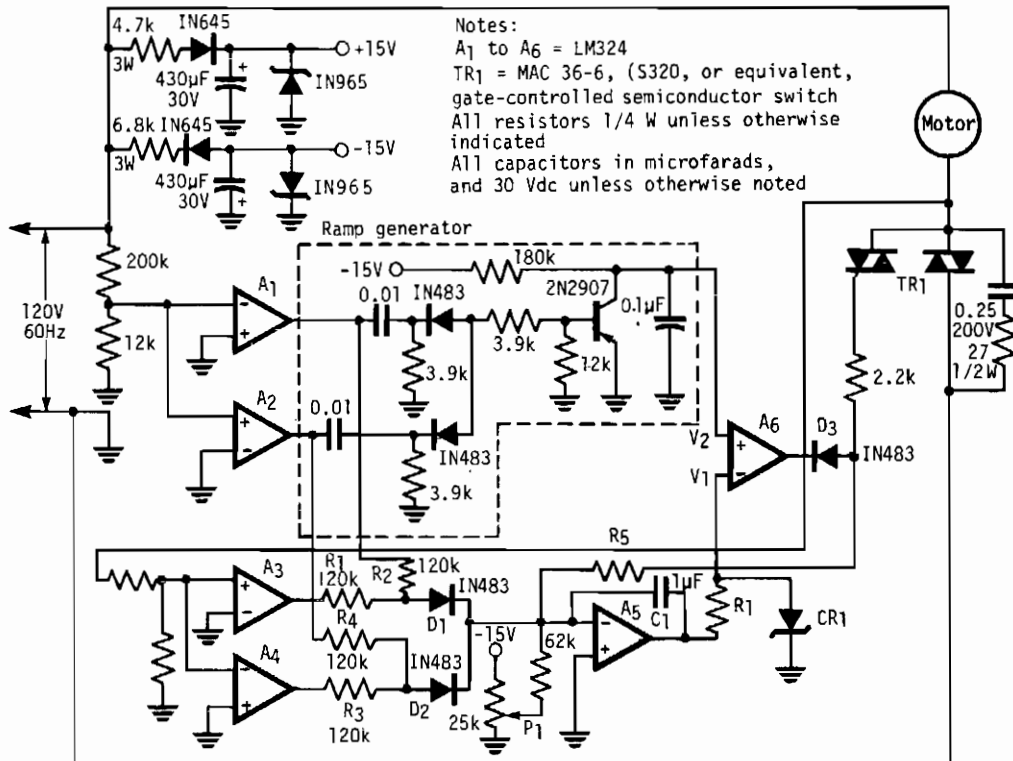 4.7k
IN645
3W
430µF
30V
+
+15V
IN965
6.8k
IN645
3W
430µF
30V
+
-15V
IN965
Notes:
A1 to A6 = LM324
TR1 = MAC 36-6, (S320, or equivalent,
gate-controlled semiconductor switch
All resistors 1/4 W unless otherwise
indicated
All capacitors in microfarads,
and 30 Vdc unless otherwise noted
Motor
Ramp generator
-15V
180k
2N2907
0.1µF
200k
120V
60Hz
12k
A1
-
+
0.01
IN483
3.9k
3.9k
12k
A2
+
-
0.01
IN483
3.9k
TR1
0.25
200V
27
1/2W
2.2k
V2
V1
A6
+
-
D3
IN483
A3
+
-
R1
120k
R2
120k
IN483
D1
R5
A4
-
+
R4
120k
IN483
D2
R3
120k
-15V
25k
P1
62k
A5
-
+
.1µF
C1
R1
CR1